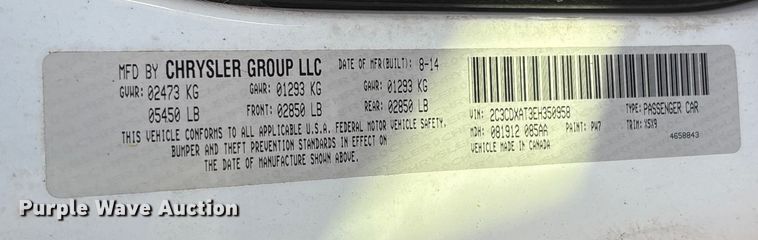 MFD BY CHRYSLER GROUP LLC
DATE OF MFR(BUILT): 8-14
GVWR: 02473 KG GAWR: 01293 KG GAWR: 01293 KG
05450 LB FRONT: 02850 LB REAR: 02850 LB
THIS VEHICLE CONFORMS TO ALL APPLICABLE U.S.A. FEDERAL MOTOR VEHICLE SAFETY,
BUMPER AND THEFT PREVENTION STANDARDS IN EFFECT ON
THE DATE OF MANUFACTURE SHOWN ABOVE.
VIN: 2C3CDXAT3EH350958 TYPE: PASSENGER CAR
MDH: 081912 085AA PAINT: PW7 TRIM: X5X9
VEHICLE MADE IN CANADA 4658843
Purple Wave Auction